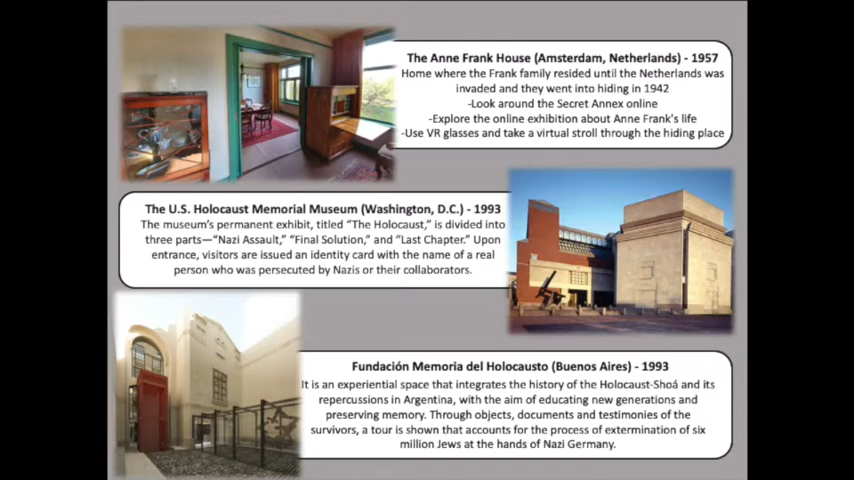 The Anne Frank House (Amsterdam, Netherlands) - 1957
Home where the Frank family resided until the Netherlands was
invaded and they went into hiding in 1942
-Look around the Secret Annex online
-Explore the online exhibition about Anne Frank's life
-Use VR glasses and take a virtual stroll through the hiding place
The U.S. Holocaust Memorial Museum (Washington, D.C.) - 1993
The museum's permanent exhibit, titled "The Holocaust," is divided into
three parts—"Nazi Assault," "Final Solution," and "Last Chapter." Upon
entrance, visitors are issued an identity card with the name of a real
person who was persecuted by Nazis or their collaborators.
Fundación Memoria del Holocausto (Buenos Aires) - 1993
It is an experiential space that integrates the history of the Holocaust-Shoá and its
repercussions in Argentina, with the aim of educating new generations and
preserving memory. Through objects, documents and testimonies of the
survivors, a tour is shown that accounts for the process of extermination of six
million Jews at the hands of Nazi Germany.